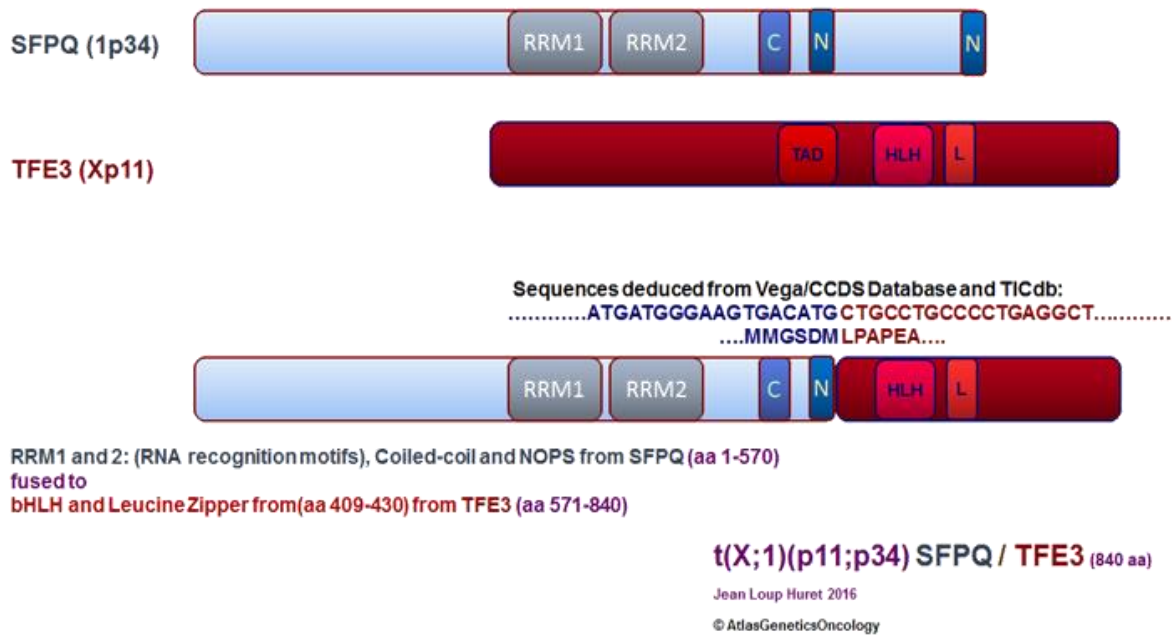 SFPQ (1p34)
RRM1 RRM2 C N N
TFE3 (Xp11)
TAD HLH L
Sequences deduced from Vega/CCDS Database and TICdb:
............ATGATGGGAAGTGACATGCTGCCTGCCCCTGAGGCT............
....MMGSDMLPAPEA....
RRM1 RRM2 C N HLH L
RRM1 and 2: (RNA recognition motifs), Coiled-coil and NOPS from SFPQ (aa 1-570)
fused to
bHLH and Leucine Zipper from(aa 409-430) from TFE3 (aa 571-840)
t(X;1)(p11;p34) SFPQ / TFE3 (840 aa)
Jean Loup Huret 2016
© AtlasGeneticsOncology